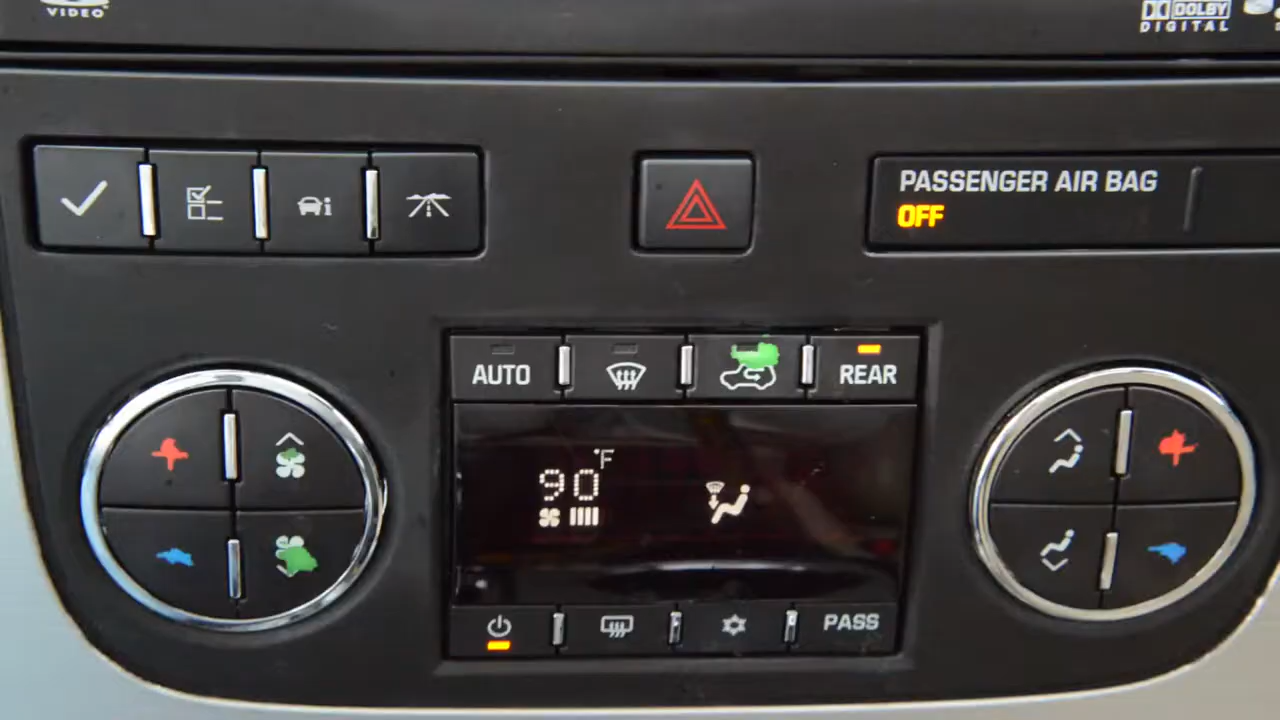 VIDEO
DOLBY
DIGITAL
PASSENGER AIR BAG
OFF
AUTO
REAR
90°F
PASS